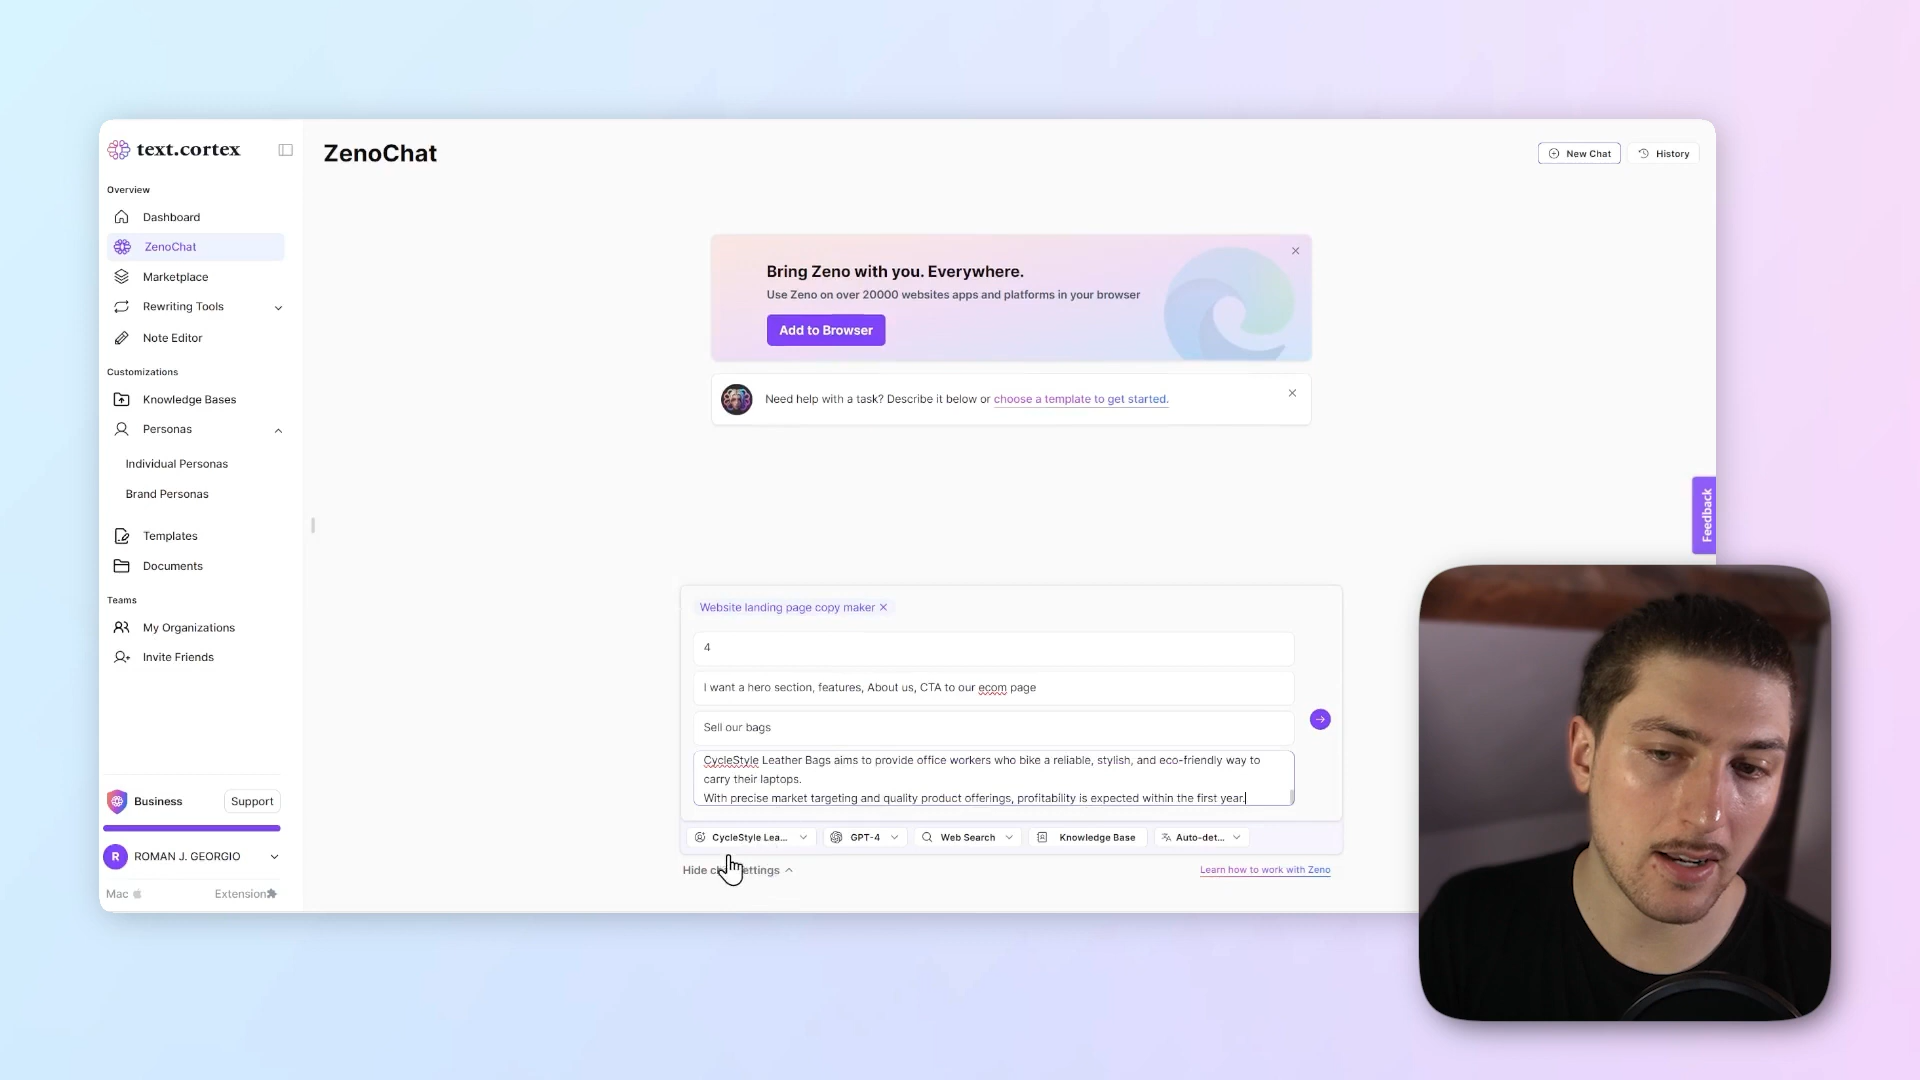 text.cortex
ZenoChat
New Chat
History
Overview
Dashboard
ZenoChat
Marketplace
Rewriting Tools
Note Editor
Customizations
Knowledge Bases
Personas
Individual Personas
Brand Personas
Templates
Documents
Teams
My Organizations
Invite Friends
Business
Support
R
ROMAN J. GEORGIO
Mac
Extension
Bring Zeno with you. Everywhere.
Use Zeno on over 20000 websites apps and platforms in your browser
Add to Browser
Need help with a task? Describe it below or choose a template to get started.
Feedback
Website landing page copy maker
4
I want a hero section, features, About us, CTA to our ecom page
Sell our bags
CycleStyle Leather Bags aims to provide office workers who bike a reliable, stylish, and eco-friendly way to
carry their laptops.
With precise market targeting and quality product offerings, profitability is expected within the first year.
CycleStyle Lea...
GPT-4
Web Search
Knowledge Base
Auto-det...
Hide c ettings
Learn how to work with Zeno